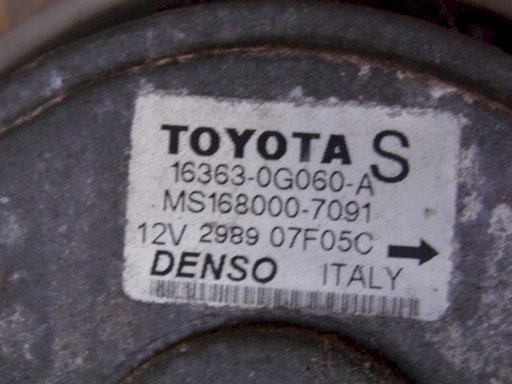 TOYOTA S
16363-0G060-A
MS168000-7091
12V 2989 07F05C
DENSO ITALY